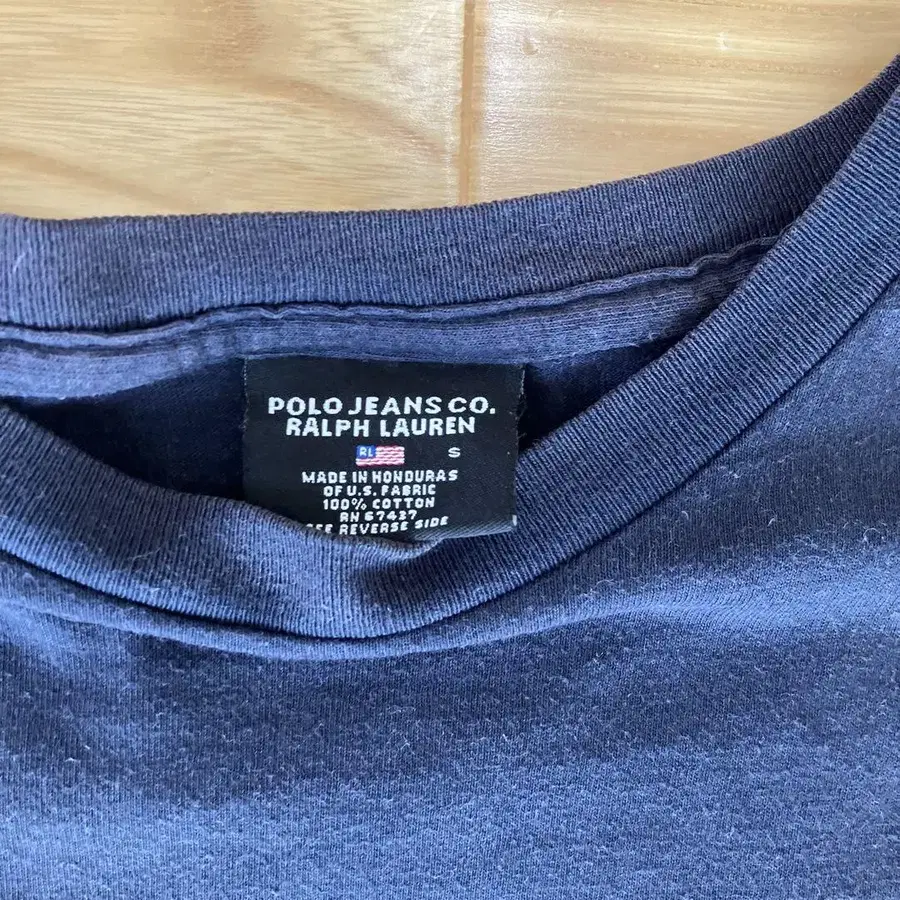 POLO JEANS CO.
RALPH LAUREN
RL S
MADE IN HONDURAS
OF U.S. FABRIC
100% COTTON
RN 67437
SEE REVERSE SIDE